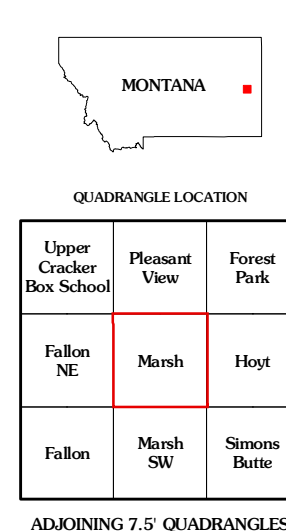 MONTANA
QUADRANGLE LOCATION
Upper
Cracker
Box School
Pleasant
View
Forest
Park
Fallon
NE
Marsh
Hoyt
Fallon
Marsh
SW
Simons
Butte
ADJOINING 7.5' QUADRANGLES